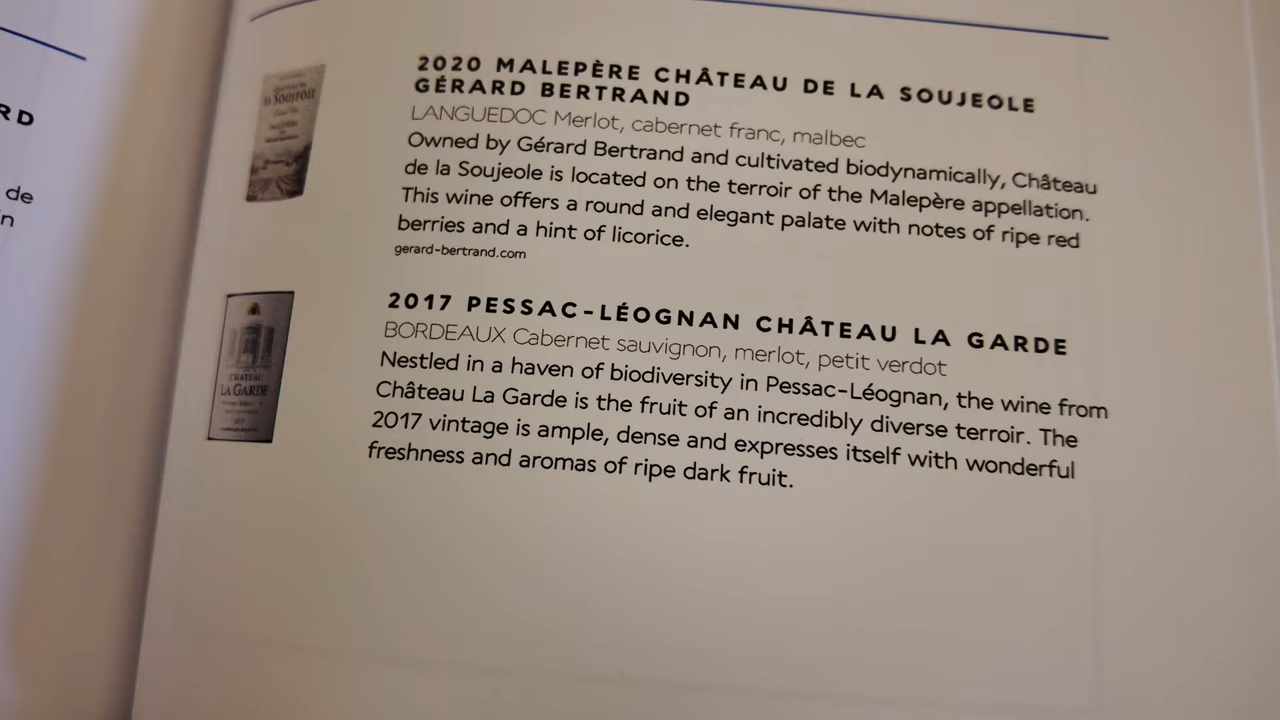 RD
de
in
2020 MALEPÈRE CHÂTEAU DE LA SOUJEOLE
GÉRARD BERTRAND
LANGUEDOC Merlot, cabernet franc, malbec
Owned by Gérard Bertrand and cultivated biodynamically, Château
de la Soujeole is located on the terroir of the Malepère appellation.
This wine offers a round and elegant palate with notes of ripe red
berries and a hint of licorice.
gerard-bertrand.com
la SOUJEOLE
2017 PESSAC-LÉOGNAN CHÂTEAU LA GARDE
BORDEAUX Cabernet sauvignon, merlot, petit verdot
Nestled in a haven of biodiversity in Pessac-Léognan, the wine from
Château La Garde is the fruit of an incredibly diverse terroir. The
2017 vintage is ample, dense and expresses itself with wonderful
freshness and aromas of ripe dark fruit.
CHATEAU
LA GARDE